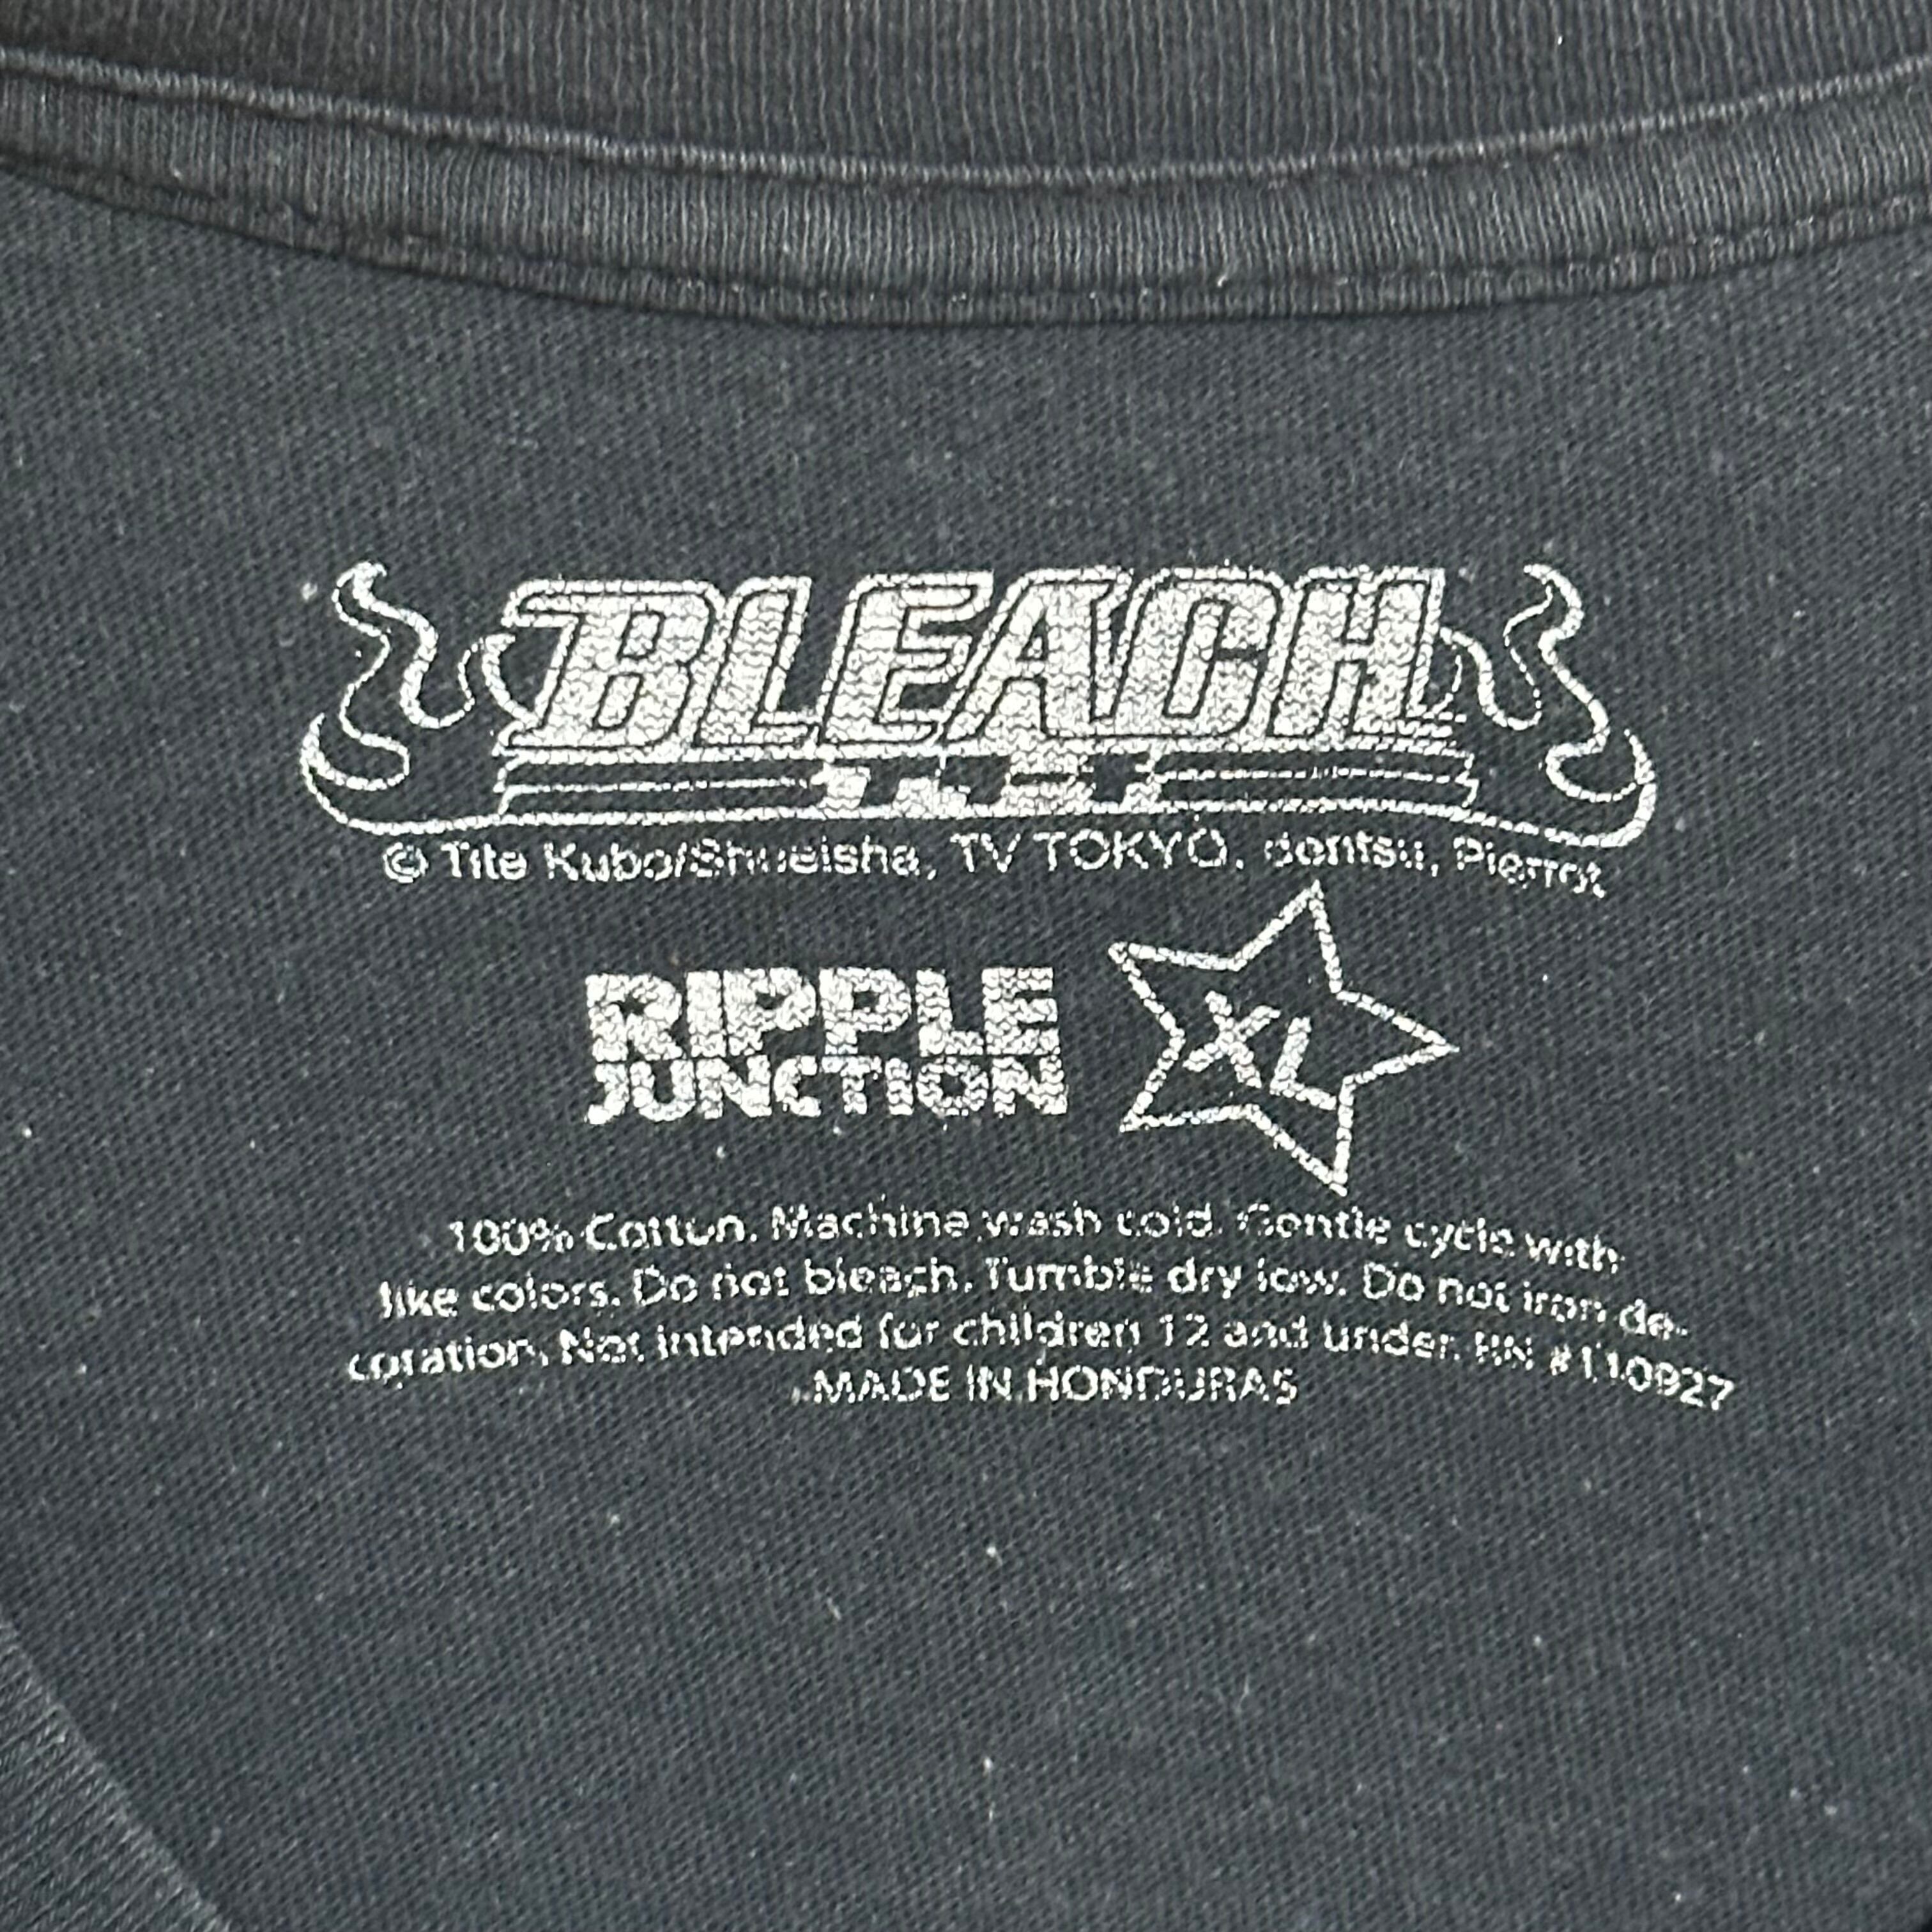 BLEACH
© Tite Kubo/Shueisha, TV TOKYO, dentsu, Pierrot
RIPPLE
JUNCTION
XL
100% Cotton. Machine wash cold. Gentle cycle with
like colors. Do not bleach. Tumble dry low. Do not iron de-
coration. Not intended for children 12 and under. RN #110927
MADE IN HONDURAS